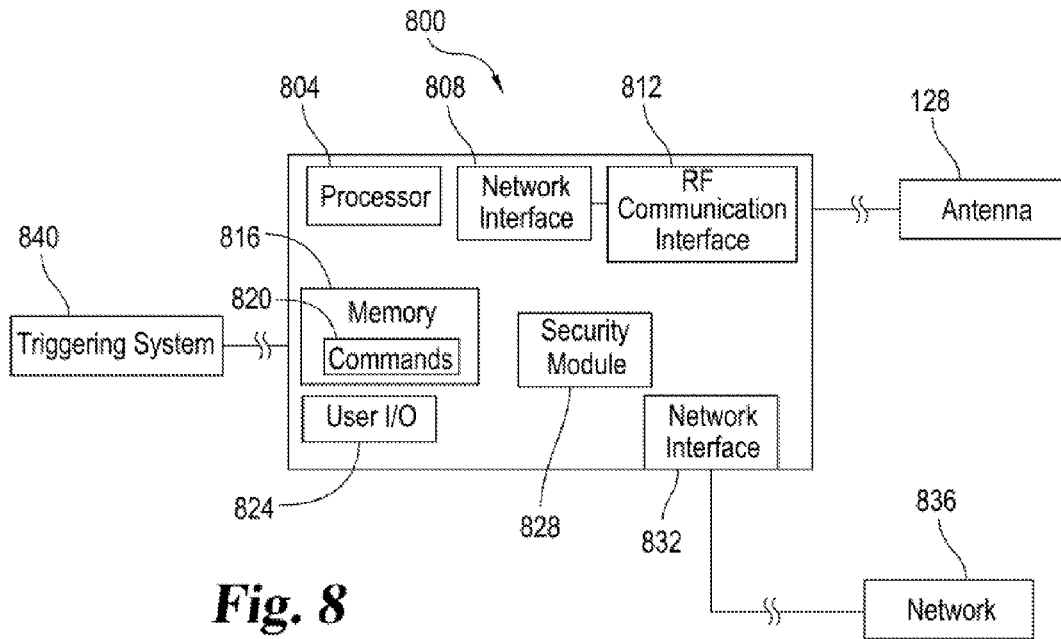 800
804
808
812
128
Processor
Network
Interface
RF
Communication
Interface
Antenna
840
816
820
Memory
Commands
Triggering System
Security
Module
User I/O
Network
Interface
824
828
832
836
Network
Fig. 8